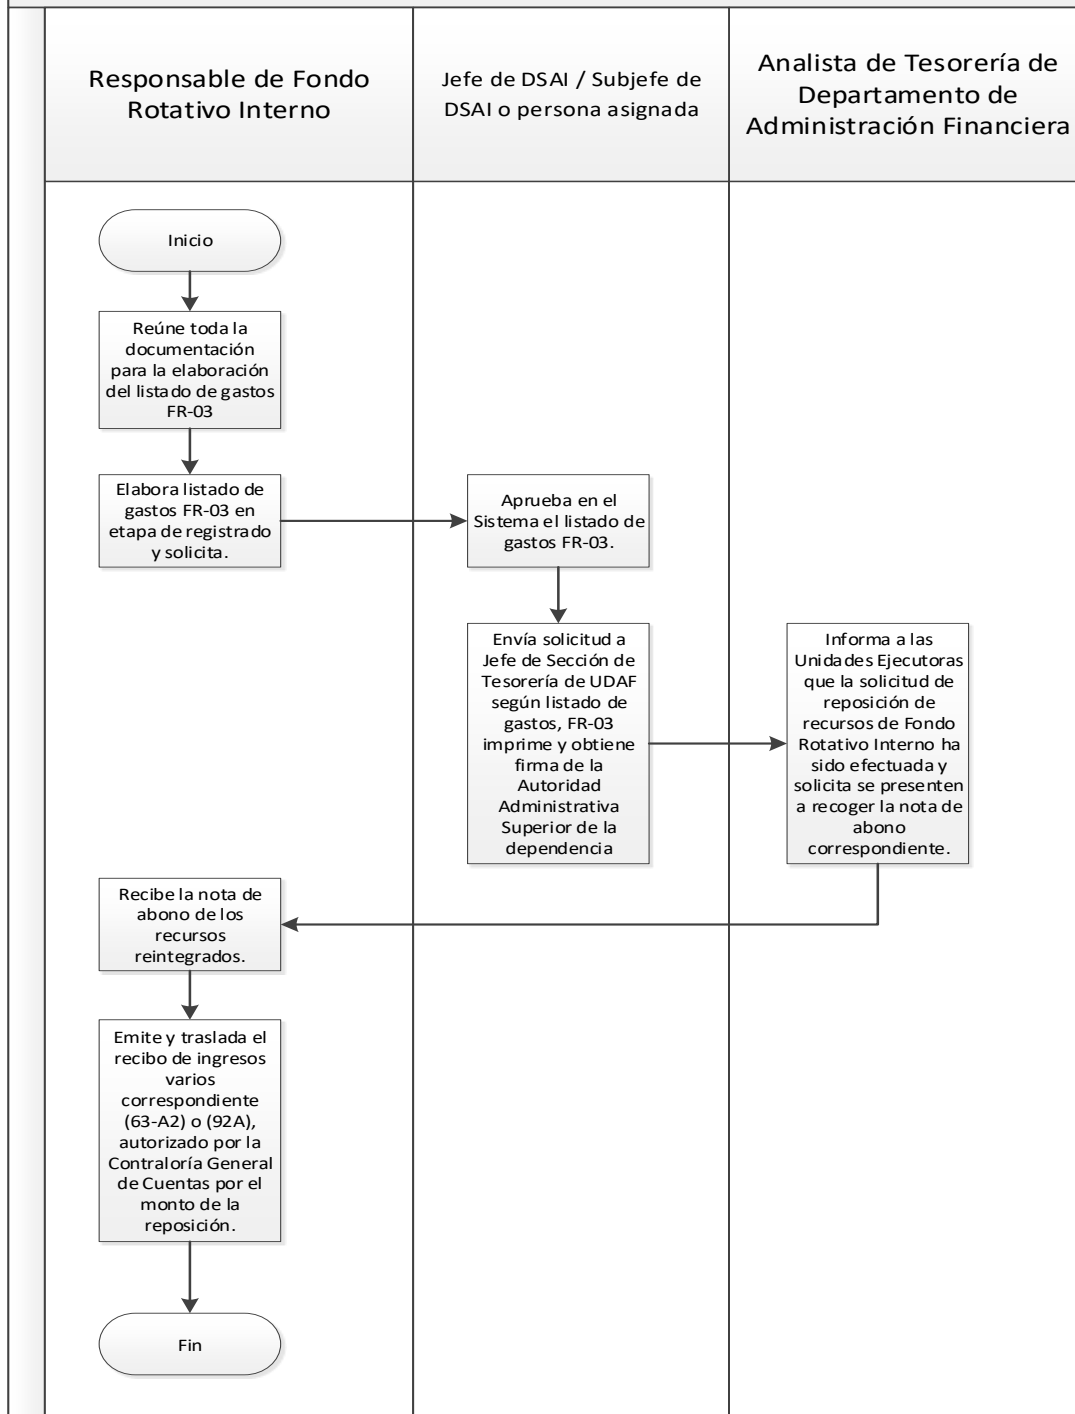 Responsable de Fondo
Rotativo Interno
Jefe de DSAI / Subjefe de
DSAI o persona asignada
Analista de Tesorería de
Departamento de
Administración Financiera
Inicio
Reúne toda la
documentación
para la elaboración
del listado de gastos
FR-03
Elabora listado de
gastos FR-03 en
etapa de registrado
y solicita.
Aprueba en el
Sistema el listado de
gastos FR-03.
Envía solicitud a
Jefe de Sección de
Tesorería de UDAF
según listado de
gastos, FR-03
imprime y obtiene
firma de la
Autoridad
Administrativa
Superior de la
dependencia
Informa a las
Unidades Ejecutoras
que la solicitud de
reposición de
recursos de Fondo
Rotativo Interno ha
sido efectuada y
solicita se presenten
a recoger la nota de
abono
correspondiente.
Recibe la nota de
abono de los
recursos
reintegrados.
Emite y traslada el
recibo de ingresos
varios
correspondiente
(63-A2) o (92A),
autorizado por la
Contraloría General
de Cuentas por el
monto de la
reposición.
Fin